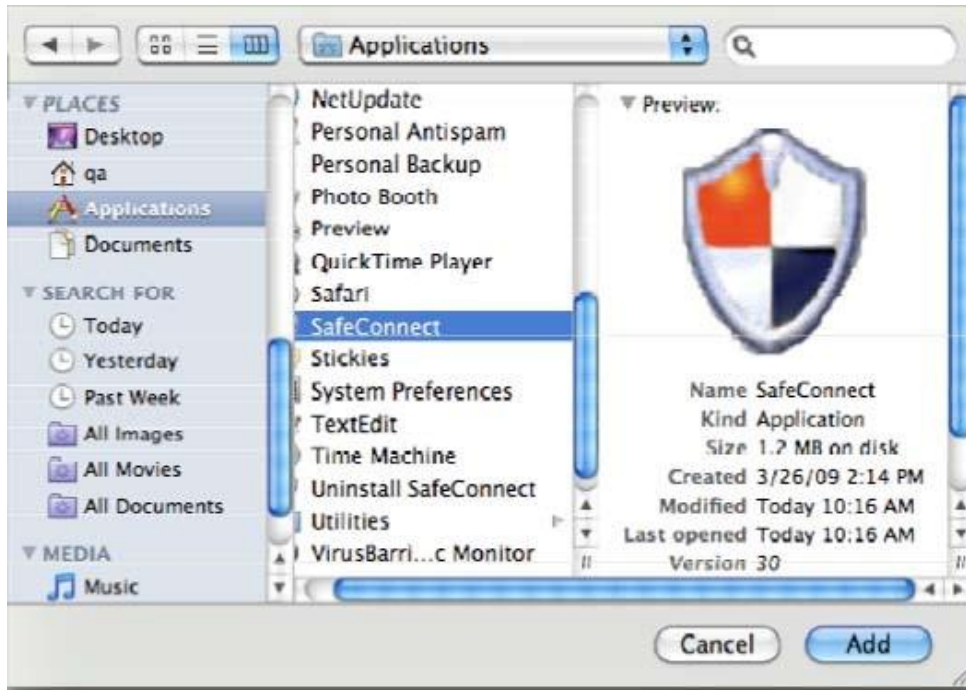 Applications
PLACES
Desktop
qa
Applications
Documents
SEARCH FOR
Today
Yesterday
Past Week
All Images
All Movies
All Documents
MEDIA
Music
NetUpdate
Personal Antispam
Personal Backup
Photo Booth
Preview
QuickTime Player
Safari
SafeConnect
Stickies
System Preferences
TextEdit
Time Machine
Uninstall SafeConnect
Utilities
VirusBarri...c Monitor
Preview:
Name SafeConnect
Kind Application
Size 1.2 MB on disk
Created 3/26/09 2:14 PM
Modified Today 10:16 AM
Last opened Today 10:16 AM
Version 30
Cancel
Add